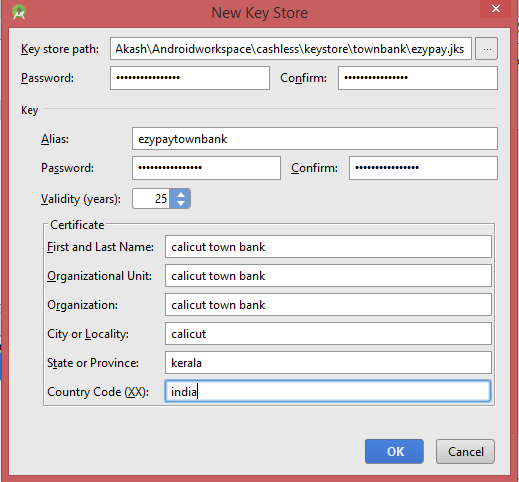 New Key Store
Key store path: Akash\Androidworkspace\cashless\keystore\townbank\ezypay.jks ...
Password: •••••••••••••••• Confirm: ••••••••••••••••
Key
Alias: ezypaytownbank
Password: •••••••••••••••• Confirm: ••••••••••••••••
Validity (years): 25
Certificate
First and Last Name: calicut town bank
Organizational Unit: calicut town bank
Organization: calicut town bank
City or Locality: calicut
State or Province: kerala
Country Code (XX): india
OK Cancel